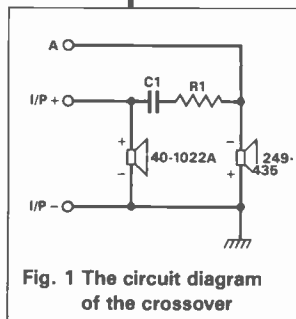 A
C1 R1
I/P +
+ -
40-1022A 249-
- + 435
I/P -
Fig. 1 The circuit diagram
of the crossover